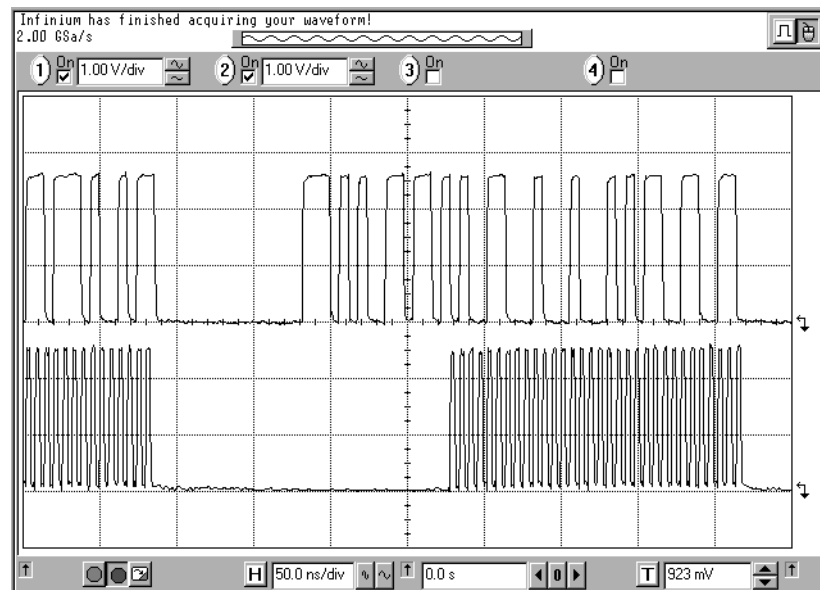 Infinium has finished acquiring your waveform!
2.00 GSa/s
1 On 1.00 V/div 2 On 1.00 V/div 3 On 4 On
H 50.0 ns/div 0.0 s 0 T 923 mV